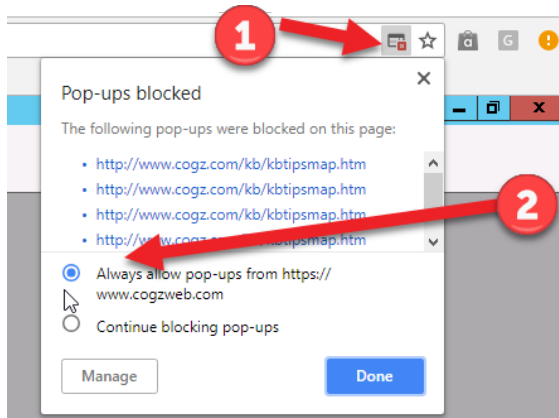 1
a G !
Pop-ups blocked
The following pop-ups were blocked on this page:
• http://www.cogz.com/kb/kbtipsmap.htm
• http://www.cogz.com/kb/kbtipsmap.htm
• http://www.cogz.com/kb/kbtipsmap.htm
• http://www.cogz.com/kb/kbtipsmap.htm
2
Always allow pop-ups from https://
www.cogzweb.com
Continue blocking pop-ups
Manage Done